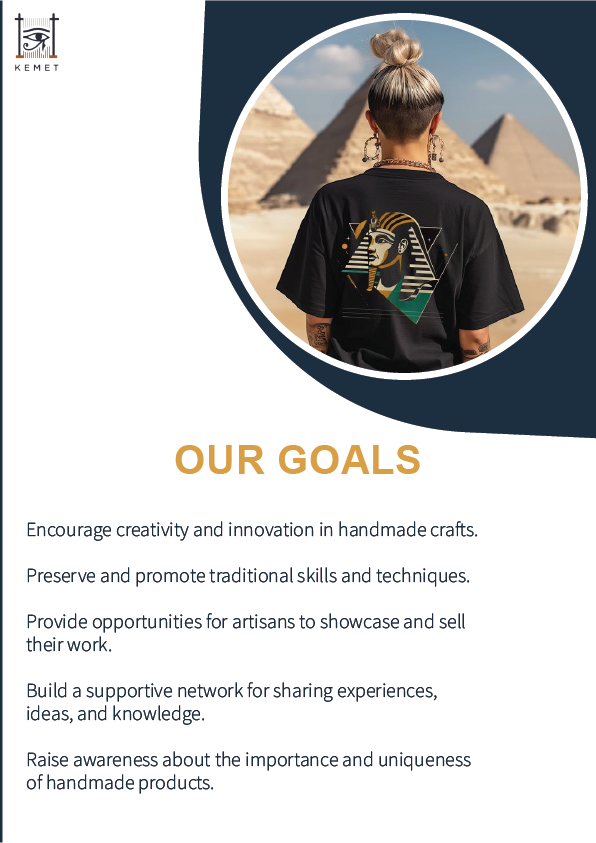 KEMET
OUR GOALS
Encourage creativity and innovation in handmade crafts.
Preserve and promote traditional skills and techniques.
Provide opportunities for artisans to showcase and sell
their work.
Build a supportive network for sharing experiences,
ideas, and knowledge.
Raise awareness about the importance and uniqueness
of handmade products.